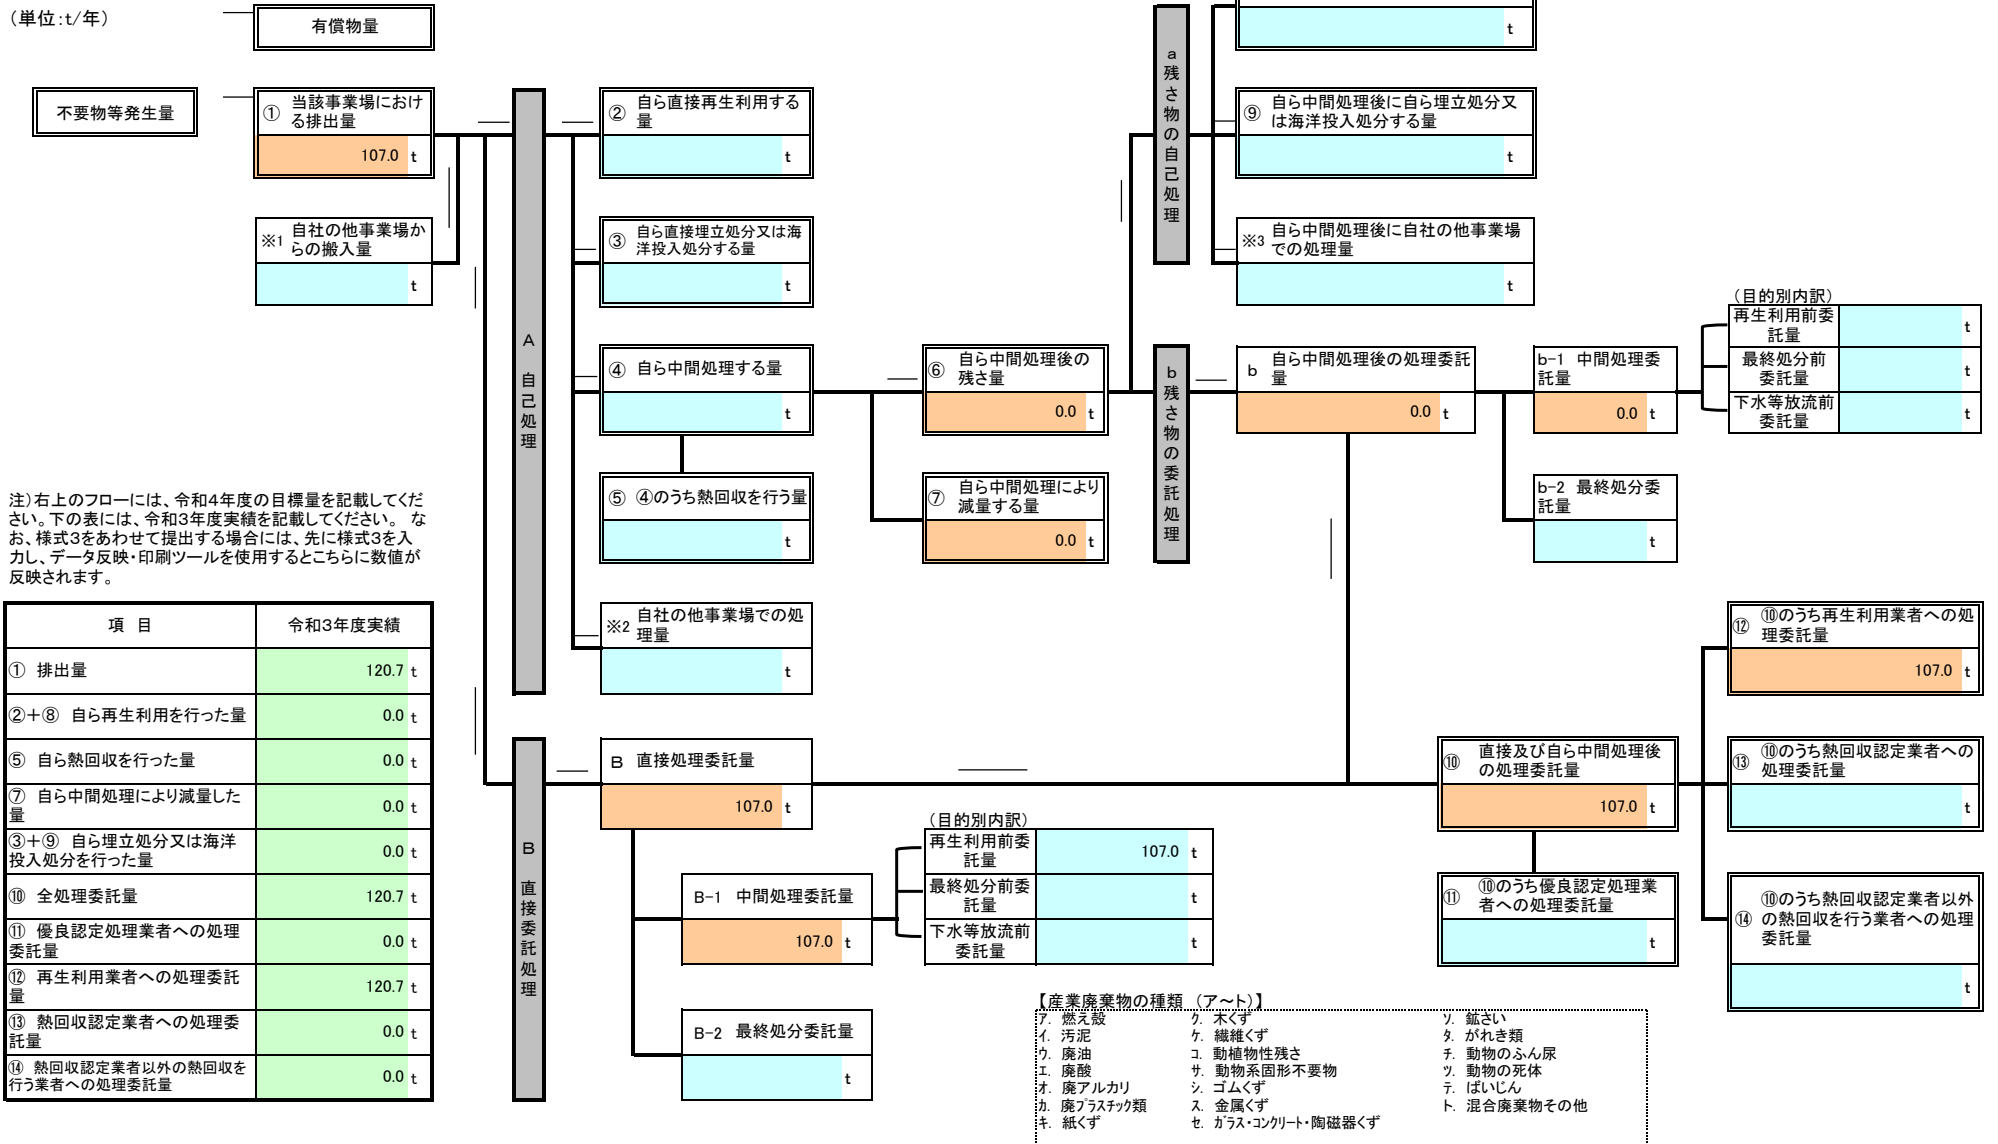 （単位:t/年）
有償物量
t
不要物等発生量
① 当該事業場におけ
る排出量
107.0 t
※1 自社の他事業場か
らの搬入量
t
A 自己処理
② 自ら直接再生利用する
量
t
③ 自ら直接埋立処分又は海
洋投入処分する量
t
④ 自ら中間処理する量
t
⑤ ④のうち熱回収を行う量
t
※2 自社の他事業場での処
理量
t
⑥ 自ら中間処理後の
残さ量
0.0 t
⑦ 自ら中間処理により
減量する量
0.0 t
a 残さ物の自己処理
⑨ 自ら中間処理後に自ら埋立処分又
は海洋投入処分する量
t
※3 自ら中間処理後に自社の他事業場
での処理量
t
b 残さ物の委託処理
b 自ら中間処理後の処理委託
量
0.0 t
b-1 中間処理委
託量
0.0 t
（目的別内訳）
再生利用前委
託量
t
最終処分前
委託量
t
下水等放流前
委託量
t
b-2 最終処分委
託量
t
注）右上のフローには、令和4年度の目標量を記載してくだ
さい。下の表には、令和3年度実績を記載してください。 な
お、様式3をあわせて提出する場合には、先に様式3を入
力し、データ反映・印刷ツールを使用するとこちらに数値が
反映されます。
項 目 令和3年度実績
① 排出量 120.7 t
②＋⑧ 自ら再生利用を行った量 0.0 t
⑤ 自ら熱回収を行った量 0.0 t
⑦ 自ら中間処理により減量した
量 0.0 t
③＋⑨ 自ら埋立処分又は海洋
投入処分を行った量 0.0 t
⑩ 全処理委託量 120.7 t
⑪ 優良認定処理業者への処理
委託量 0.0 t
⑫ 再生利用業者への処理委託
量 120.7 t
⑬ 熱回収認定業者への処理委
託量 0.0 t
⑭ 熱回収認定業者以外の熱回収を
行う業者への処理委託量 0.0 t
B 直接委託処理
B 直接処理委託量
107.0 t
B-1 中間処理委託量
107.0 t
（目的別内訳）
再生利用前委
託量
107.0 t
最終処分前委
託量
t
下水等放流前
委託量
t
B-2 最終処分委託量
t
⑩ 直接及び自ら中間処理後
の処理委託量
107.0 t
⑪ ⑩のうち優良認定処理業
者への処理委託量
t
⑫ ⑩のうち再生利用業者への処
理委託量
107.0 t
⑬ ⑩のうち熱回収認定業者への
処理委託量
t
⑭ ⑩のうち熱回収認定業者以外
の熱回収を行う業者への処理
委託量
t
【産業廃棄物の種類 （ア～ト）】
ア. 燃え殻
イ. 汚泥
ウ. 廃油
エ. 廃酸
オ. 廃アルカリ
カ. 廃プラスチック類
キ. 紙くず
ク. 木くず
ケ. 繊維くず
コ. 動植物性残さ
サ. 動物系固形不要物
シ. ゴムくず
ス. 金属くず
セ. ガラス・コンクリート・陶磁器くず
ソ. 鉱さい
タ. がれき類
チ. 動物のふん尿
ツ. 動物の死体
テ. ばいじん
ト. 混合廃棄物その他